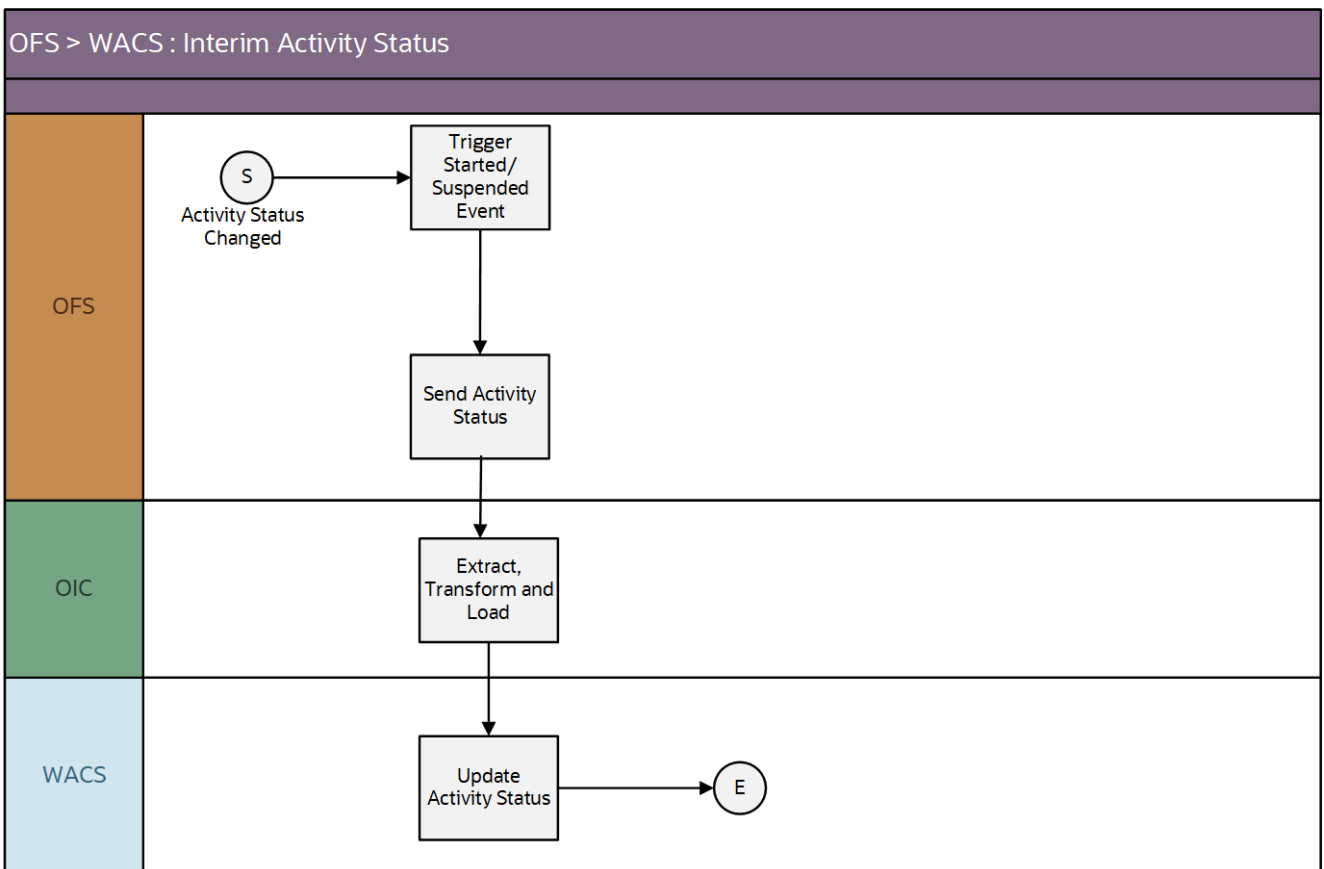 OFS > WACS : Interim Activity Status
OFS
S
Activity Status
Changed
Trigger
Started/
Suspended
Event
Send Activity
Status
OIC
Extract,
Transform and
Load
WACS
Update
Activity Status
E